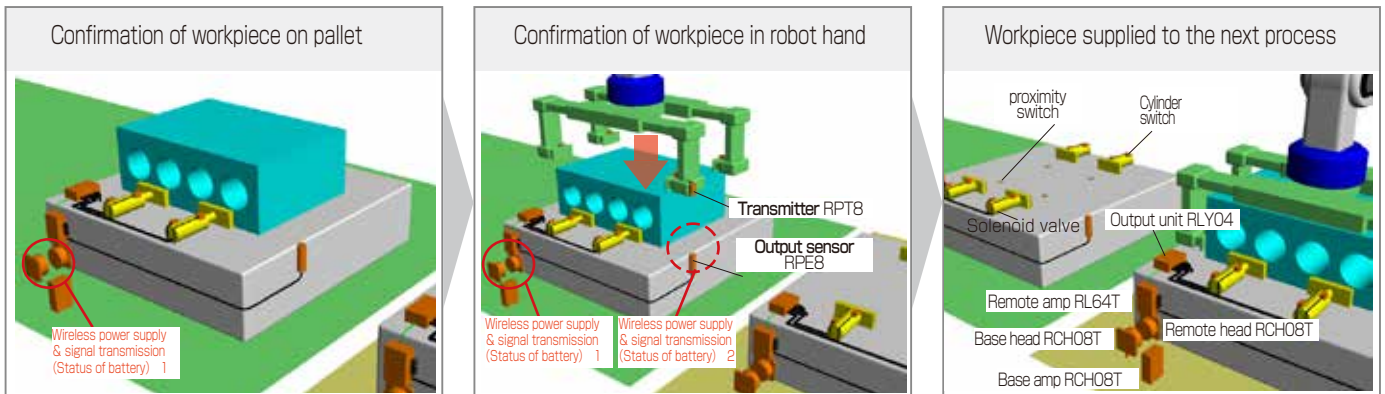 Confirmation of workpiece on pallet
Wireless power supply
& signal transmission
(Status of battery) 1
Confirmation of workpiece in robot hand
Transmitter RPT8
Output sensor
RPE8
Wireless power supply
& signal transmission
(Status of battery) 1
Wireless power supply
& signal transmission
(Status of battery) 2
Workpiece supplied to the next process
proximity
switch
Cylinder
switch
Solenoid valve
Output unit RLY04
Remote amp RL64T
Remote head RCH08T
Base head RCH08T
Base amp RCH08T